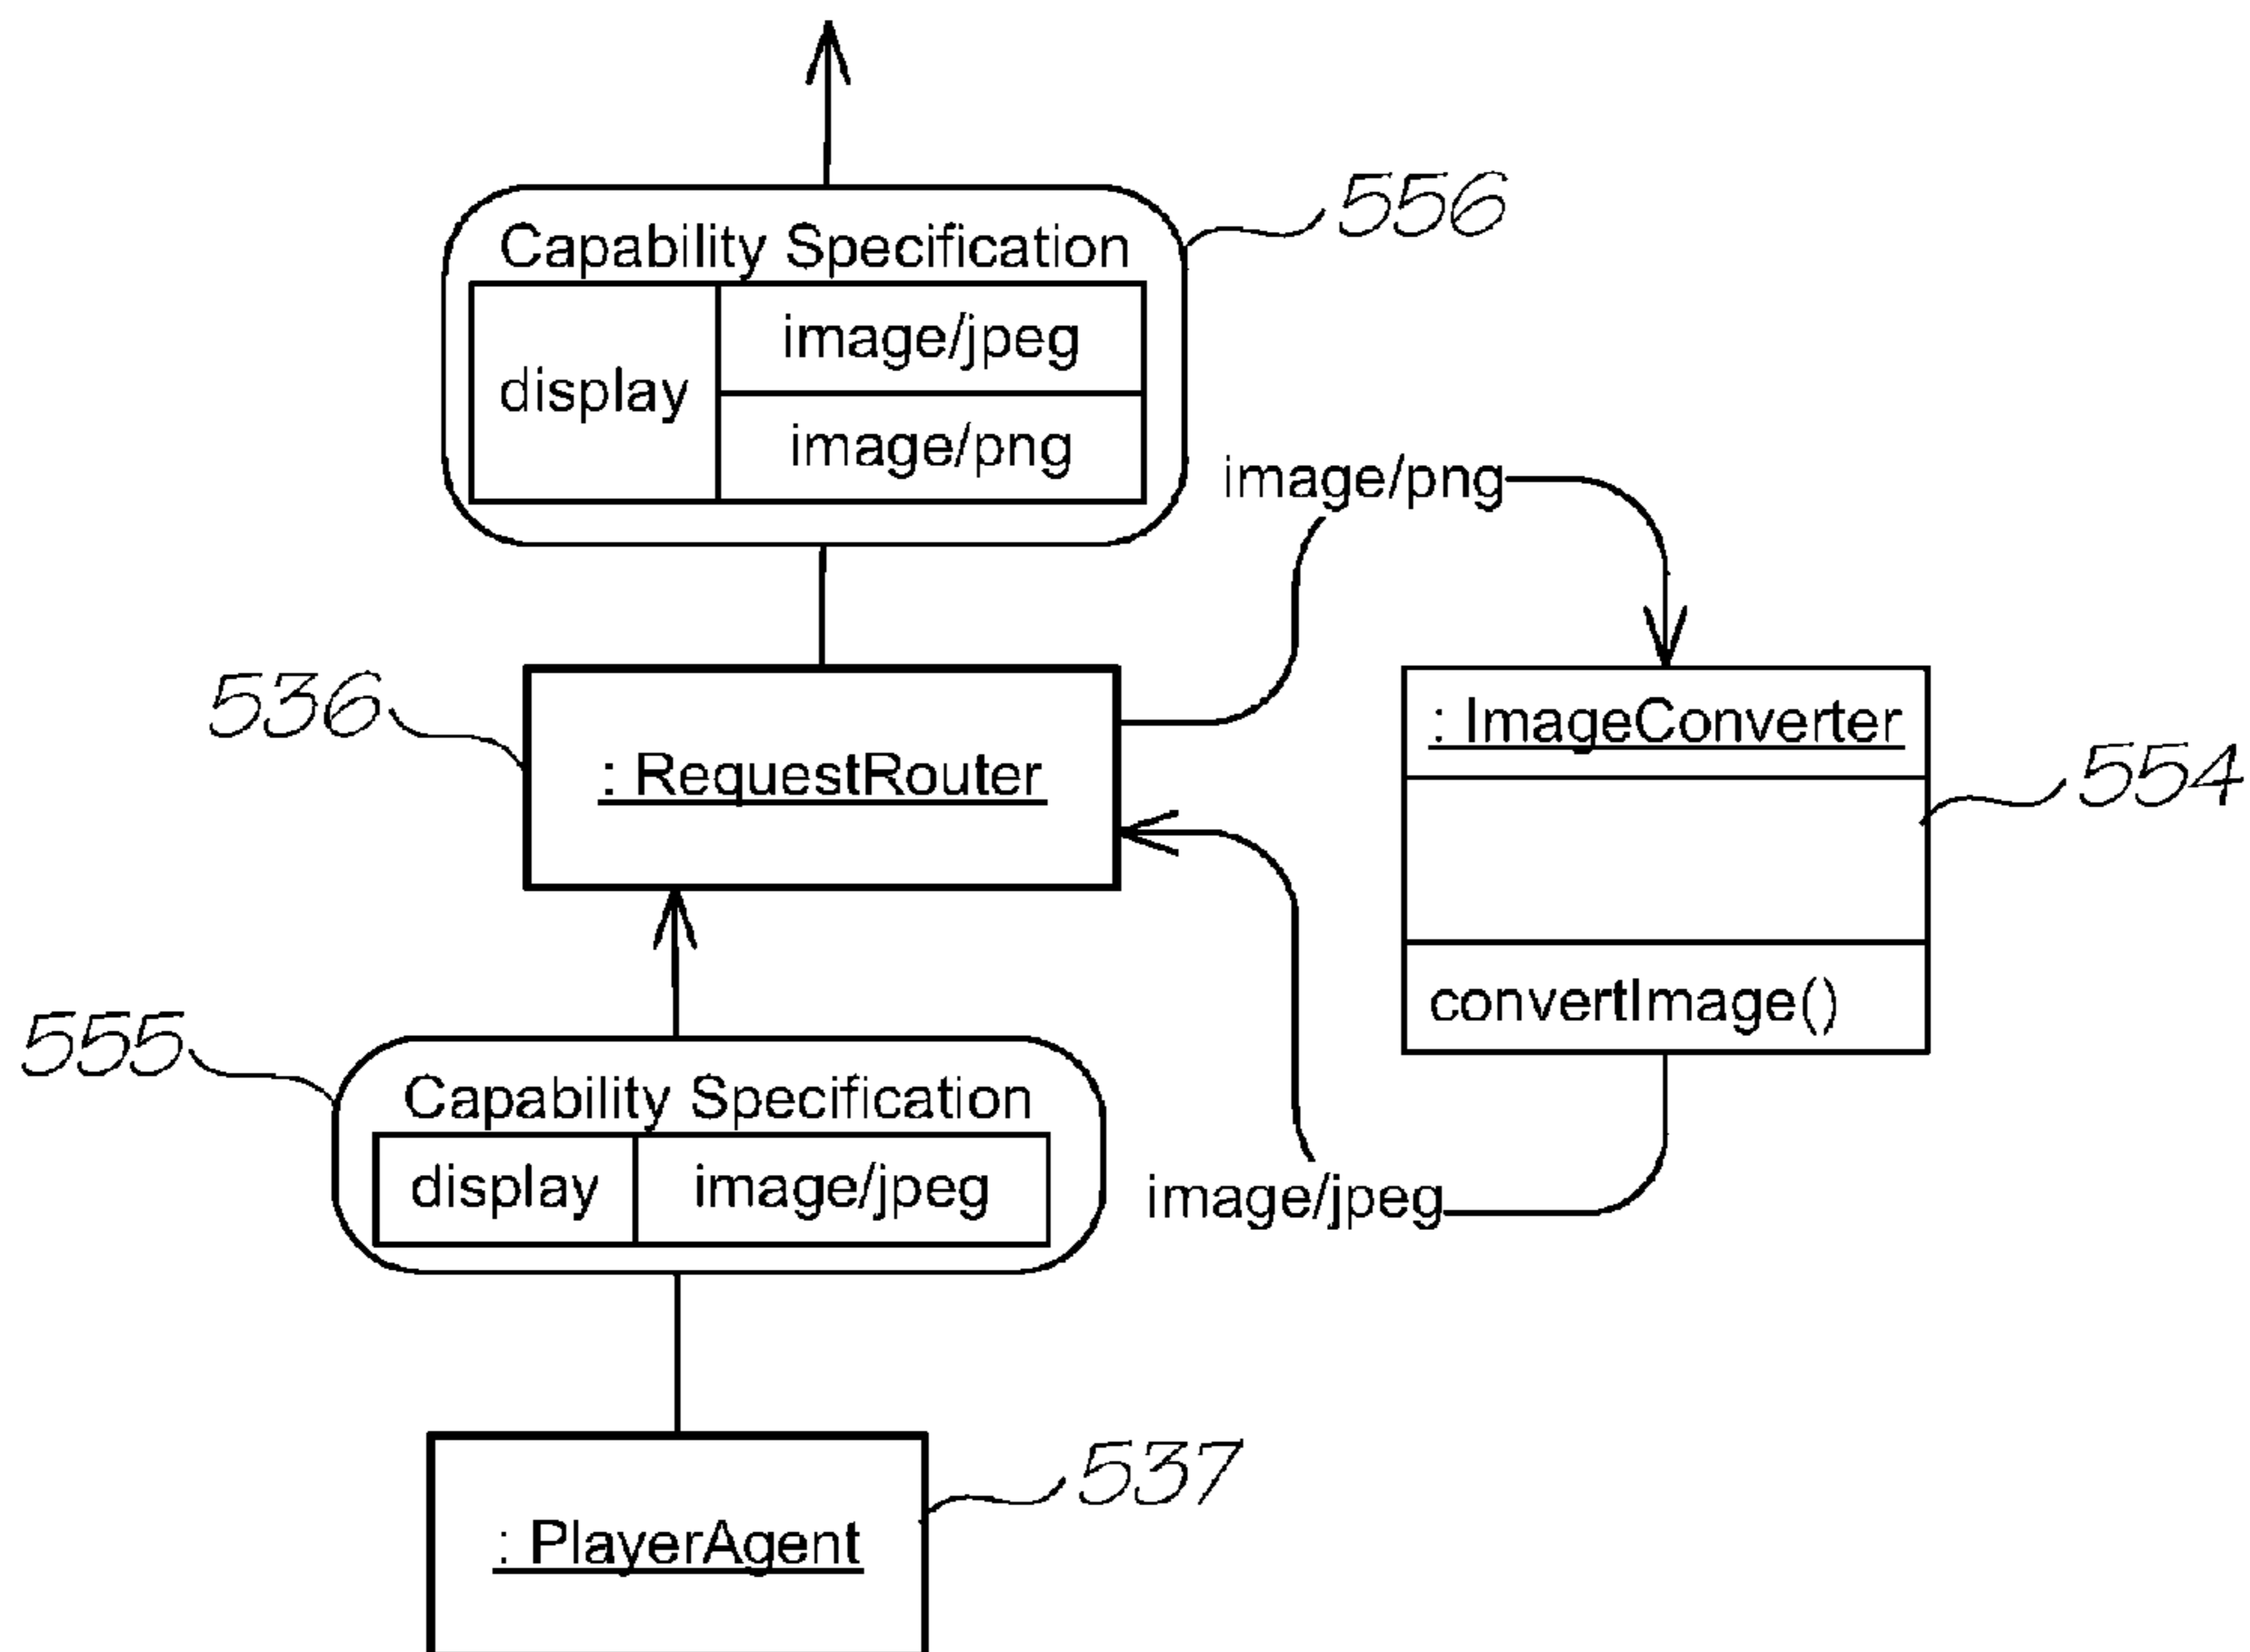 Capability Specification
556
display
image/jpeg
image/png
image/png
536
: RequestRouter
: ImageConverter
554
convertImage()
555
Capability Specification
display
image/jpeg
image/jpeg
537
: PlayerAgent